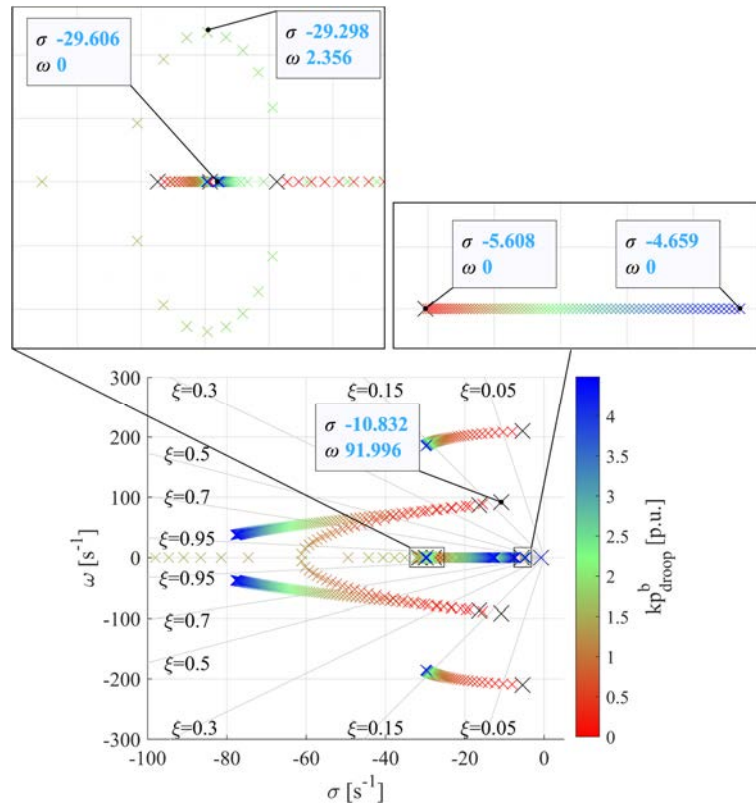 σ -29.606
ω 0
σ -29.298
ω 2.356
σ -5.608
ω 0
σ -4.659
ω 0
300
200
100
0
-100
-200
-300
ω [s⁻¹]
ξ=0.3
ξ=0.15
ξ=0.05
ξ=0.5
ξ=0.7
ξ=0.95
σ -10.832
ω 91.996
ξ=0.95
ξ=0.7
ξ=0.5
ξ=0.3
ξ=0.15
ξ=0.05
-100
-80
-60
-40
-20
0
σ [s⁻¹]
4
3.5
3
2.5
2
1.5
1
0.5
0
kp_droop^b [p.u.]